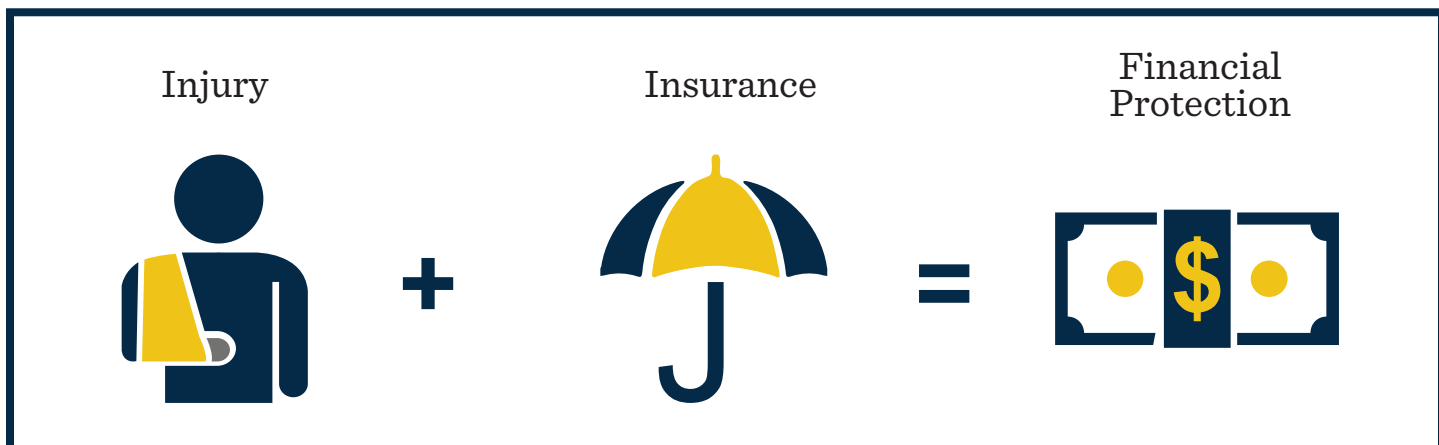 Injury
+
Insurance
=
Financial
Protection
$